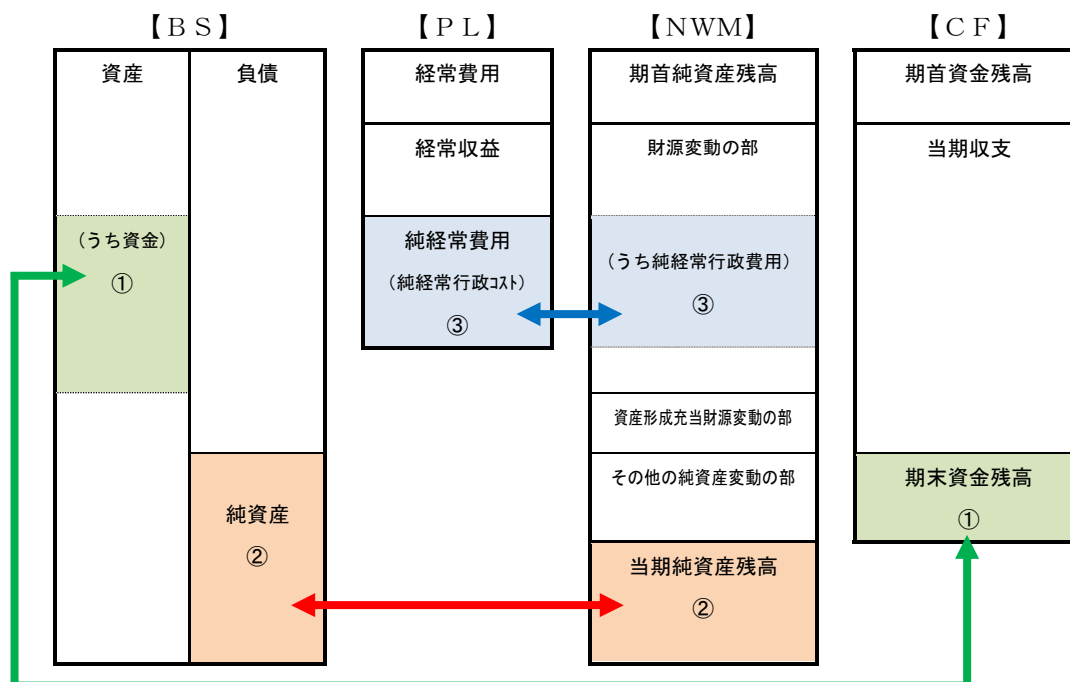 【ＢＳ】
資産
負債
(うち資金)
①
純資産
②
【ＰＬ】
経常費用
経常収益
純経常費用
(純経常行政ｺｽﾄ)
③
【NWM】
期首純資産残高
財源変動の部
(うち純経常行政費用)
③
資産形成充当財源変動の部
その他の純資産変動の部
当期純資産残高
②
【ＣＦ】
期首資金残高
当期収支
期末資金残高
①